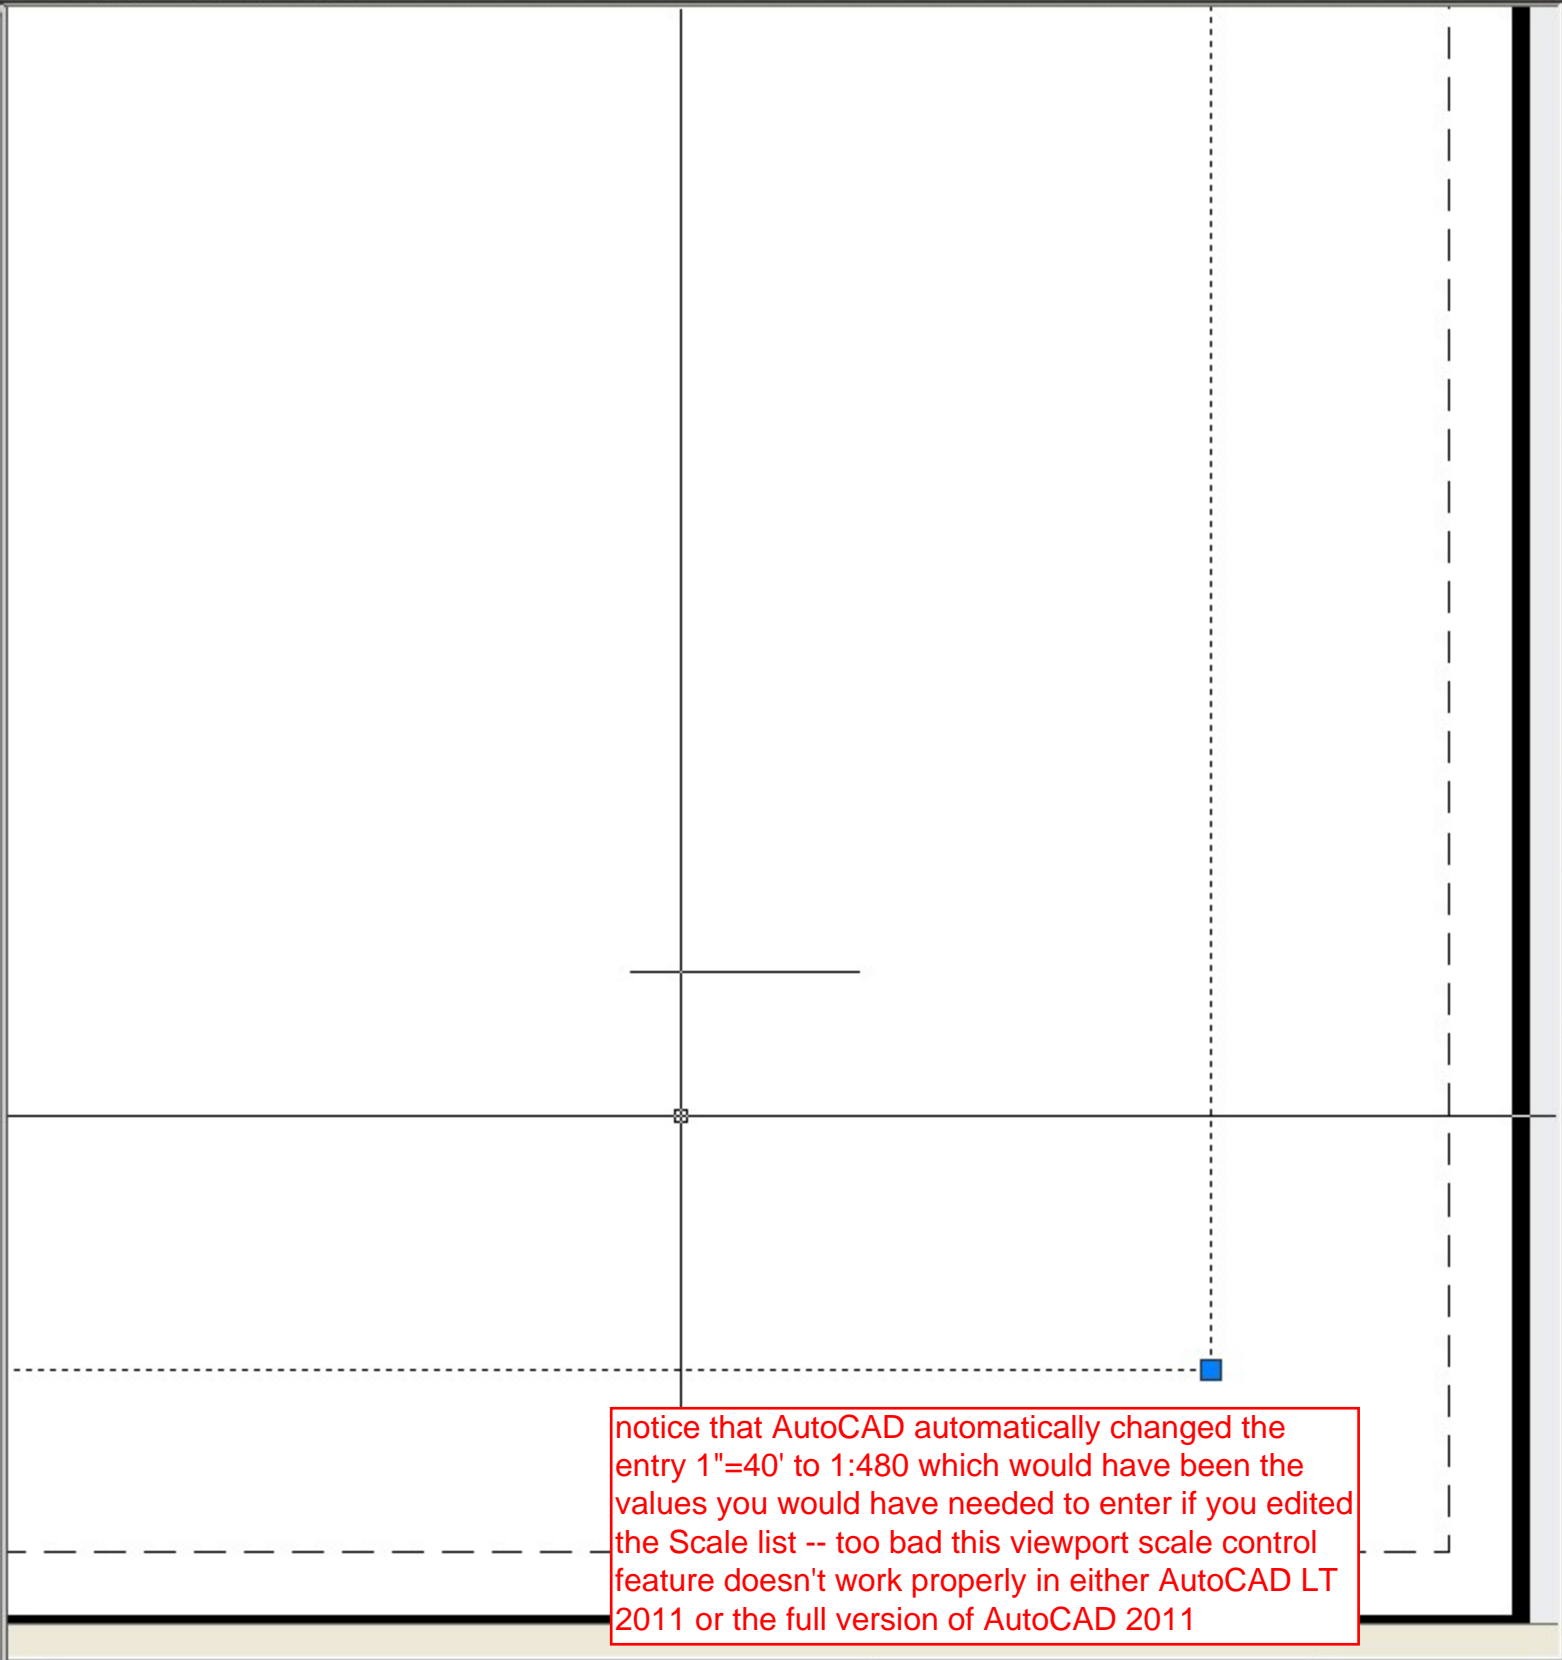 notice that AutoCAD automatically changed the
entry 1"=40' to 1:480 which would have been the
values you would have needed to enter if you edited
the Scale list -- too bad this viewport scale control
feature doesn't work properly in either AutoCAD LT
2011 or the full version of AutoCAD 2011